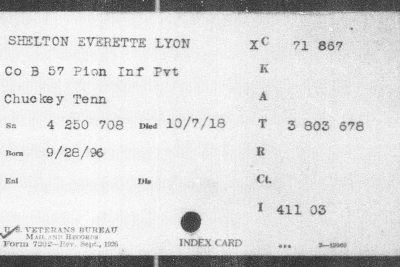 SHELTON EVERETTE LYON XC 71 867
Co B 57 Pion Inf Pvt K
Chuckey Tenn A
Sn 4 250 708 Died 10/7/18 T 3 803 678
Born 9/28/96 R
Enl Dis Ct.
I 411 03
U. S. VETERANS BUREAU
MAIL AND RECORDS
Form 7202—Rev. Sept., 1926 INDEX CARD